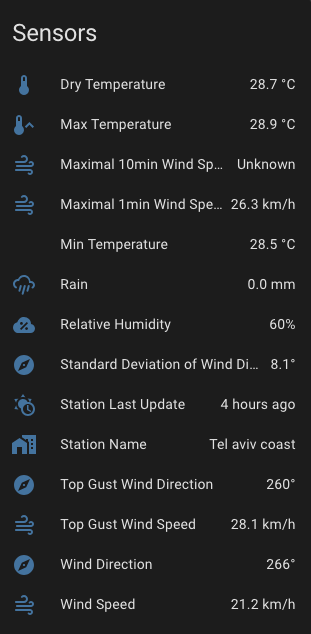 Sensors
Dry Temperature 28.7 °C
Max Temperature 28.9 °C
Maximal 10min Wind Sp... Unknown
Maximal 1min Wind Spe... 26.3 km/h
Min Temperature 28.5 °C
Rain 0.0 mm
Relative Humidity 60%
Standard Deviation of Wind Di... 8.1°
Station Last Update 4 hours ago
Station Name Tel aviv coast
Top Gust Wind Direction 260°
Top Gust Wind Speed 28.1 km/h
Wind Direction 266°
Wind Speed 21.2 km/h